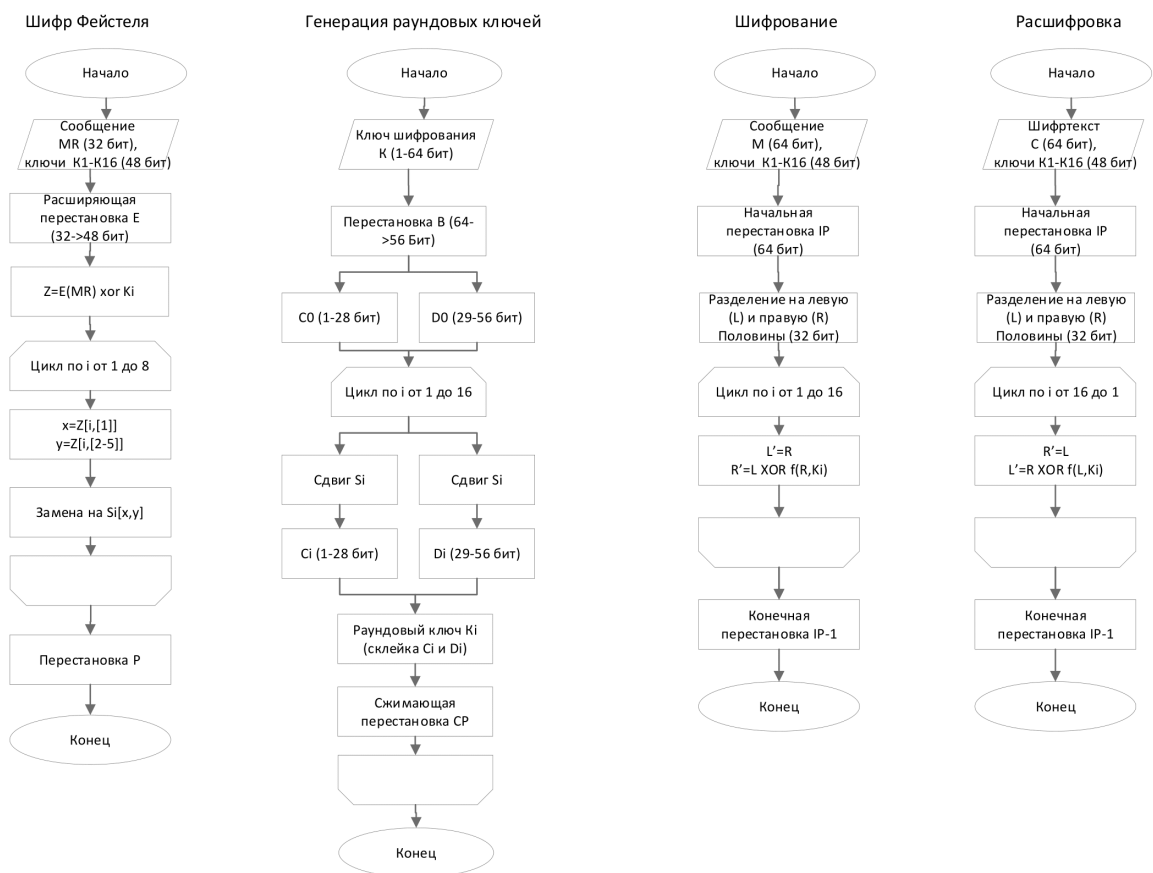 Шифр Фейстеля
Начало
Сообщение
MR (32 бит),
ключи К1-К16 (48 бит)
Расширяющая
перестановка E
(32->48 бит)
Z=E(MR) xor Ki
Цикл по i от 1 до 8
x=Z[i,[1]]
y=Z[i,[2-5]]
Замена на Si[x,y]
Перестановка P
Конец
Генерация раундовых ключей
Начало
Ключ шифрования
К (1-64 бит)
Перестановка B (64-
>56 Бит)
C0 (1-28 бит)
D0 (29-56 бит)
Цикл по i от 1 до 16
Сдвиг Si
Сдвиг Si
Ci (1-28 бит)
Di (29-56 бит)
Раундовый ключ Ki
(склейка Ci и Di)
Сжимающая
перестановка CP
Конец
Шифрование
Начало
Сообщение
М (64 бит),
ключи К1-К16 (48 бит)
Начальная
перестановка IP
(64 бит)
Разделение на левую
(L) и правую (R)
Половины (32 бит)
Цикл по i от 1 до 16
L’=R
R’=L XOR f(R,Ki)
Конечная
перестановка IP-1
Конец
Расшифровка
Начало
Шифртекст
С (64 бит),
ключи К1-К16 (48 бит)
Начальная
перестановка IP
(64 бит)
Разделение на левую
(L) и правую (R)
Половины (32 бит)
Цикл по i от 16 до 1
R’=L
L’=R XOR f(L,Ki)
Конечная
перестановка IP-1
Конец